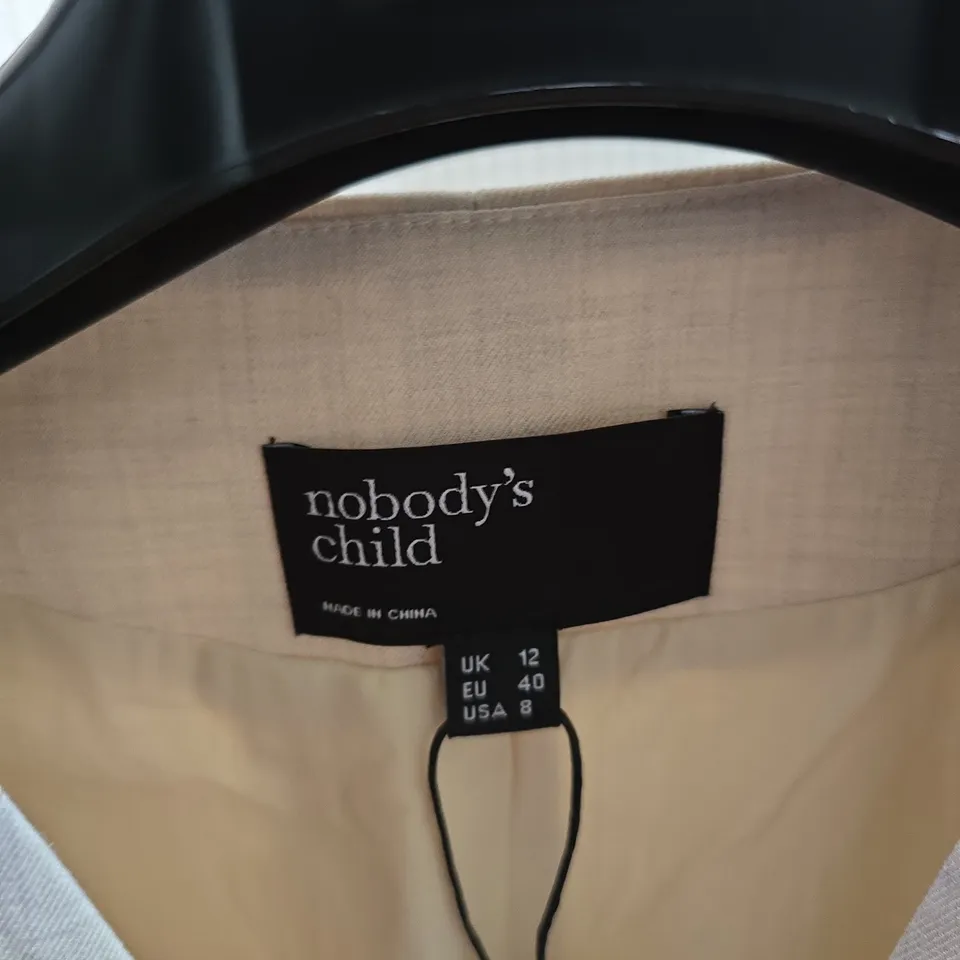 nobody's
child
MADE IN CHINA
UK 12
EU 40
USA 8